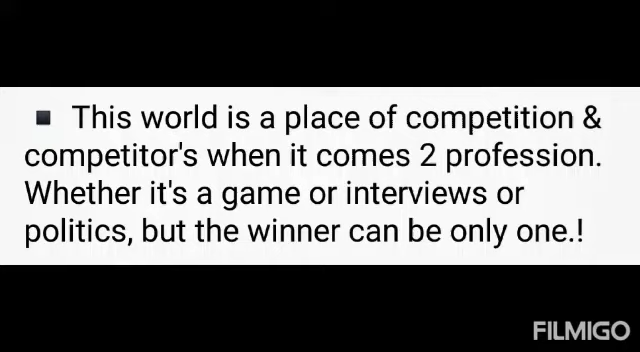 ▪ This world is a place of competition &
competitor's when it comes 2 profession.
Whether it's a game or interviews or
politics, but the winner can be only one.!
FILMIGO